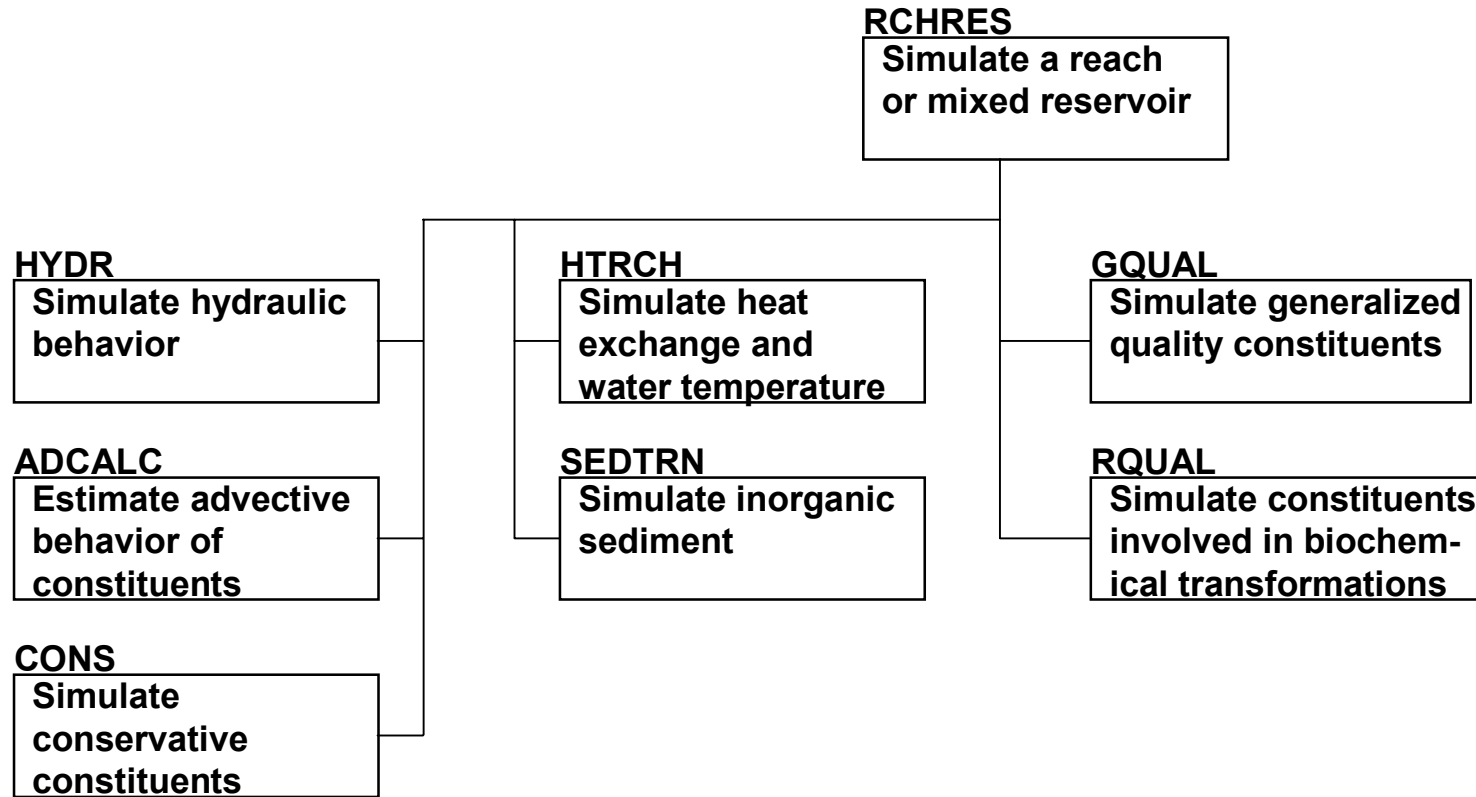 RCHRES
Simulate a reach
or mixed reservoir
HYDR
Simulate hydraulic
behavior
HTRCH
Simulate heat
exchange and
water temperature
GQUAL
Simulate generalized
quality constituents
ADCALC
Estimate advective
behavior of
constituents
SEDTRN
Simulate inorganic
sediment
RQUAL
Simulate constituents
involved in biochem-
ical transformations
CONS
Simulate
conservative
constituents